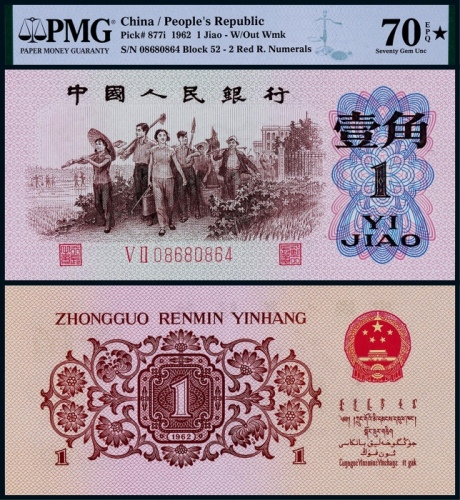 PMG
PAPER MONEY GUARANTY
China / People's Republic
Pick# 877i 1962 1 Jiao - W/Out Wmk
S/N 08680864 Block 52 - 2 Red R. Numerals
70 EPQ ★
Seventy Gem Unc
中國人民銀行
壹角
1
YI
JIAO
V II 08680864
ZHONGGUO RENMIN YINHANG
1
1962
1
1